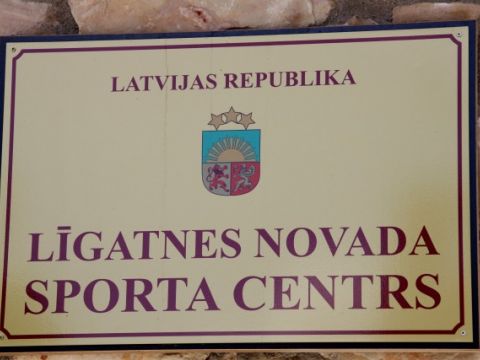 LATVIJAS REPUBLIKA
LĪGATNES NOVADA
SPORTA CENTRS